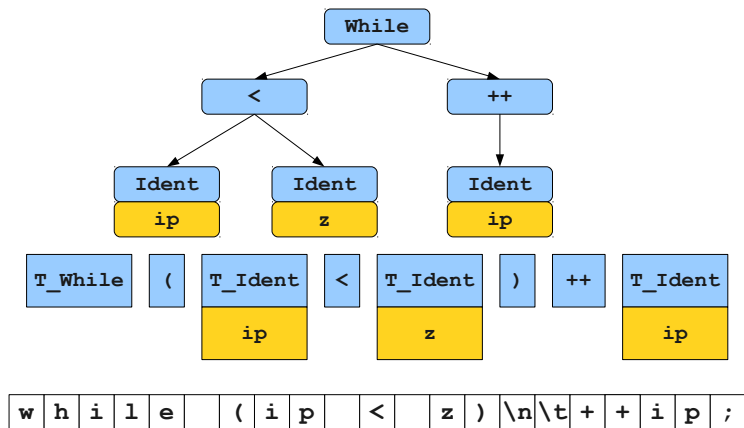 While
< ++
Ident Ident Ident
ip z ip
T_While ( T_Ident < T_Ident ) ++ T_Ident
ip z ip
w h i l e ( i p < z ) \n \t + + i p ;